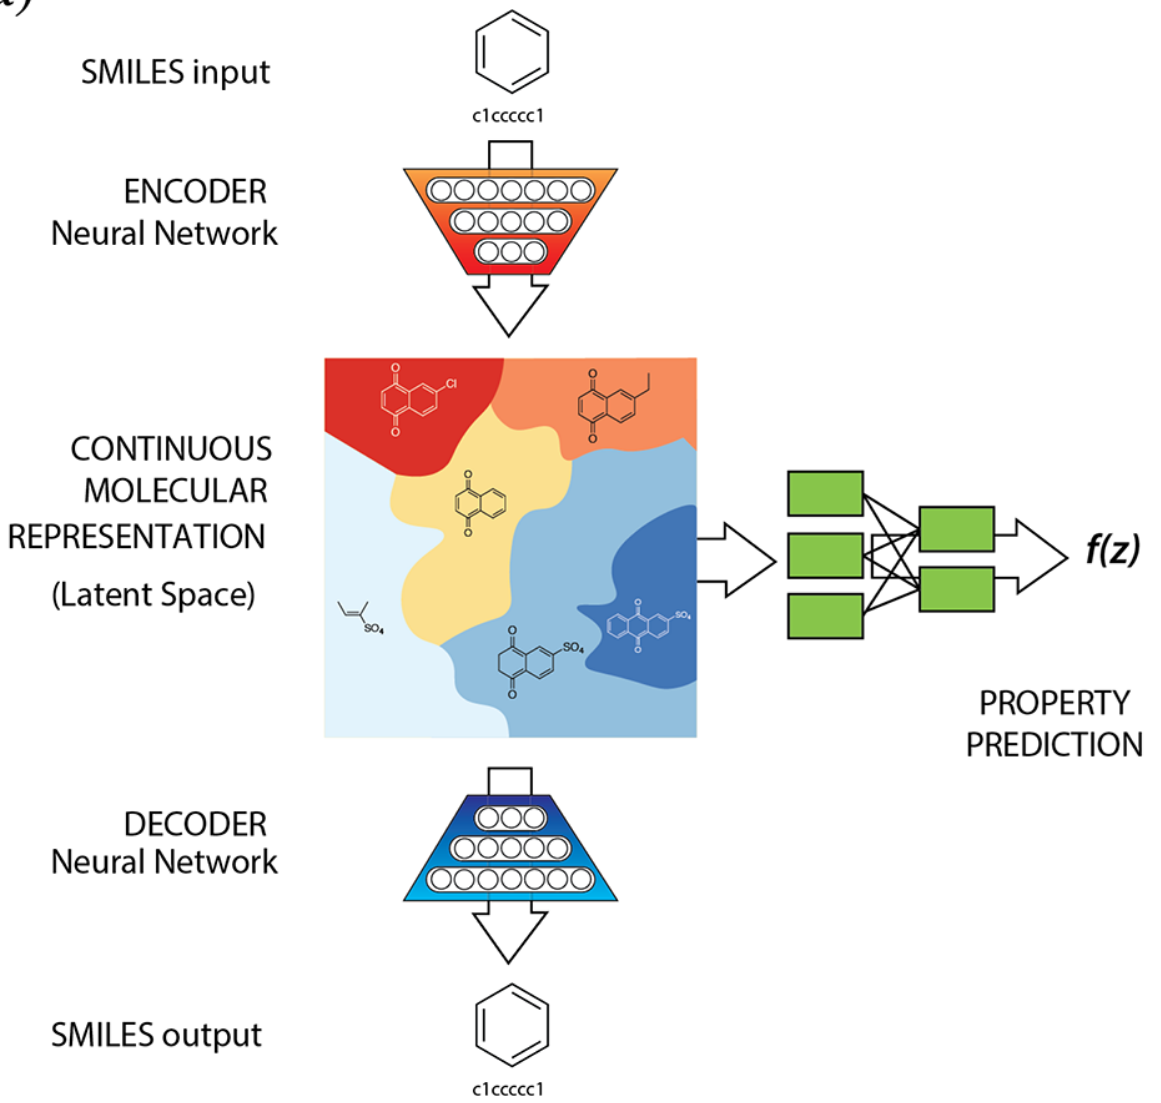 a)
SMILES input
c1ccccc1
ENCODER
Neural Network
CONTINUOUS
MOLECULAR
REPRESENTATION
(Latent Space)
O
Cl
O
O
O
O
O
SO₄
O
SO₄
O
O
SO₄
O
f(z)
PROPERTY
PREDICTION
DECODER
Neural Network
SMILES output
c1ccccc1